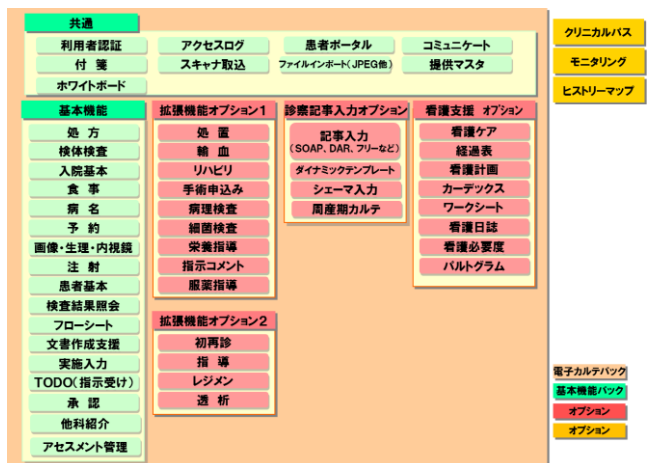 共通
利用者認証
アクセスログ
患者ポータル
コミュニケート
付 箋
スキャナ取込
ファイルインポート(JPEG他)
提供マスタ
ホワイトボード
クリニカルパス
モニタリング
ヒストリーマップ
基本機能
処 方
検体検査
入院基本
食 事
病 名
予 約
画像・生理・内視鏡
注 射
患者基本
検査結果照会
フローシート
文書作成支援
実施入力
TODO(指示受け)
承 認
他科紹介
アセスメント管理
拡張機能オプション1
処 置
輸 血
リハビリ
手術申込み
病理検査
細菌検査
栄養指導
指示コメント
服薬指導
拡張機能オプション2
初再診
指 導
レジメン
透 析
診察記事入力オプション
記事入力
(SOAP、DAR、フリーなど)
ダイナミックテンプレート
シェーマ入力
周産期カルテ
看護支援 オプション
看護ケア
経過表
看護計画
カーデックス
ワークシート
看護日誌
看護必要度
パルトグラム
電子カルテパック
基本機能パック
オプション
オプション